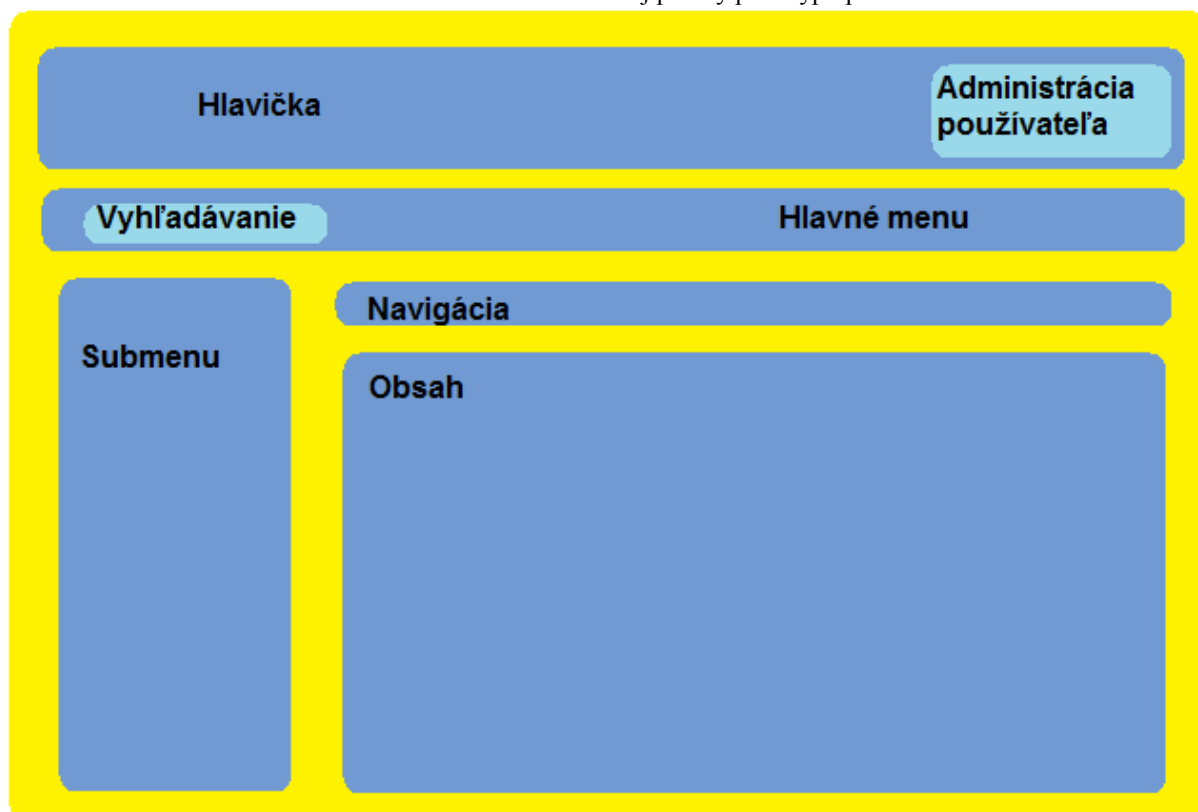 Hlavička
Administrácia
používateľa
Vyhľadávanie
Hlavné menu
Navigácia
Submenu
Obsah